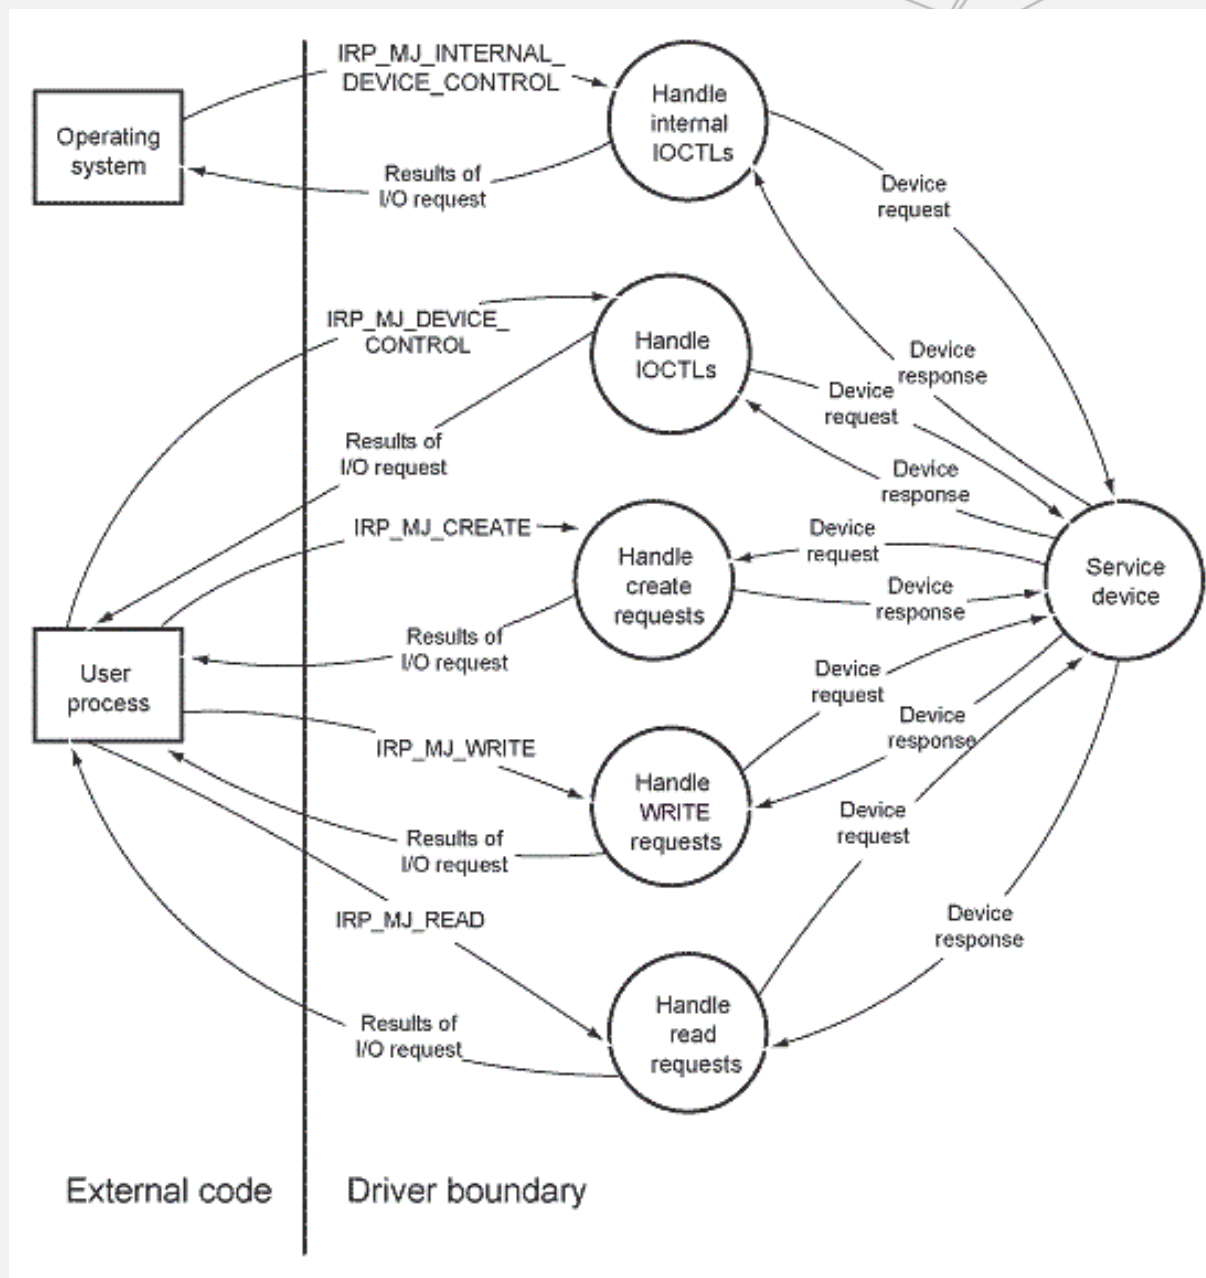 IRP_MJ_INTERNAL_
DEVICE_CONTROL
Handle
internal
IOCTLs
Operating
system
Results of
I/O request
Device
request
IRP_MJ_DEVICE_
CONTROL
Handle
IOCTLs
Device
response
Device
request
Results of
I/O request
Device
response
IRP_MJ_CREATE
Device
request
Handle
create
requests
Service
device
Device
response
Results of
I/O request
User
process
Device
request
Device
response
IRP_MJ_WRITE
Handle
WRITE
requests
Device
request
Results of
I/O request
IRP_MJ_READ
Device
response
Handle
read
requests
Results of
I/O request
External code
Driver boundary